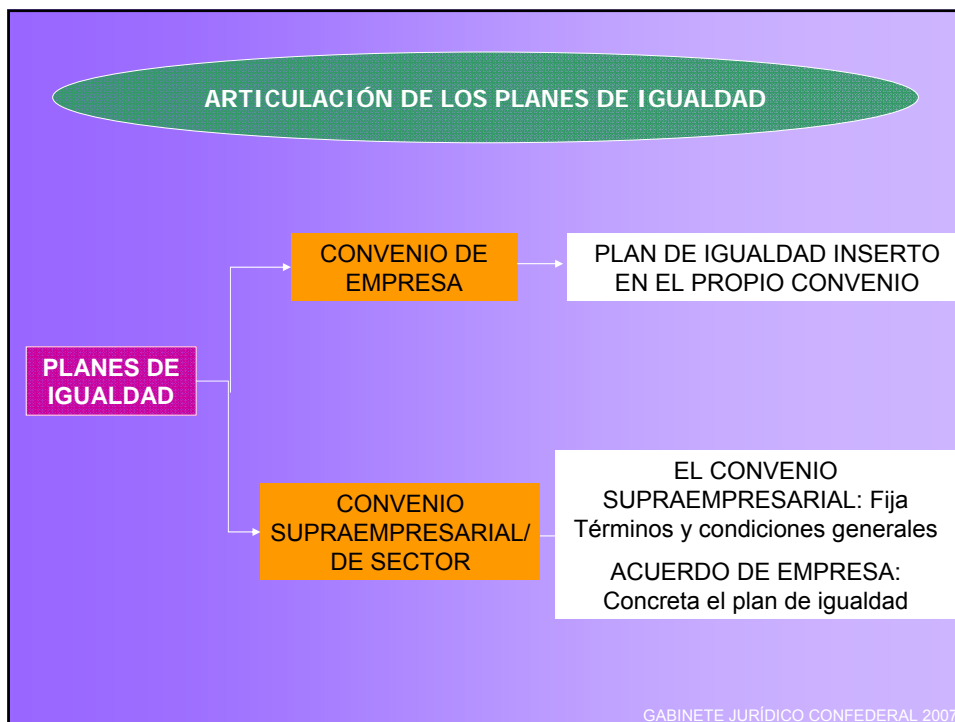 ARTICULACIÓN DE LOS PLANES DE IGUALDAD
CONVENIO DE
EMPRESA
PLAN DE IGUALDAD INSERTO
EN EL PROPIO CONVENIO
PLANES DE
IGUALDAD
CONVENIO
SUPRAEMPRESARIAL/
DE SECTOR
EL CONVENIO
SUPRAEMPRESARIAL: Fija
Términos y condiciones generales
ACUERDO DE EMPRESA:
Concreta el plan de igualdad
GABINETE JURÍDICO CONFEDERAL 2007